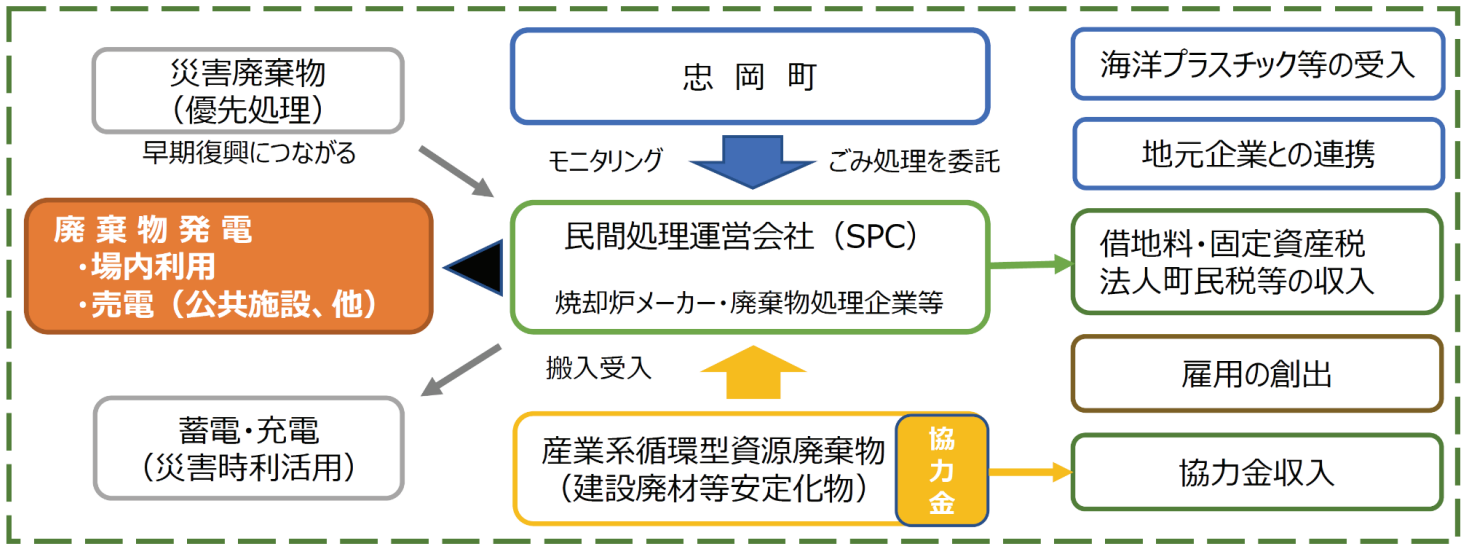 災害廃棄物
（優先処理）
早期復興につながる
廃棄物発電
・場内利用
・売電（公共施設、他）
蓄電・充電
（災害時利活用）
忠岡町
モニタリング
ごみ処理を委託
民間処理運営会社（SPC）
焼却炉メーカー・廃棄物処理企業等
搬入受入
産業系循環型資源廃棄物
（建設廃材等安定化物）
協力金
海洋プラスチック等の受入
地元企業との連携
借地料・固定資産税
法人町民税等の収入
雇用の創出
協力金収入